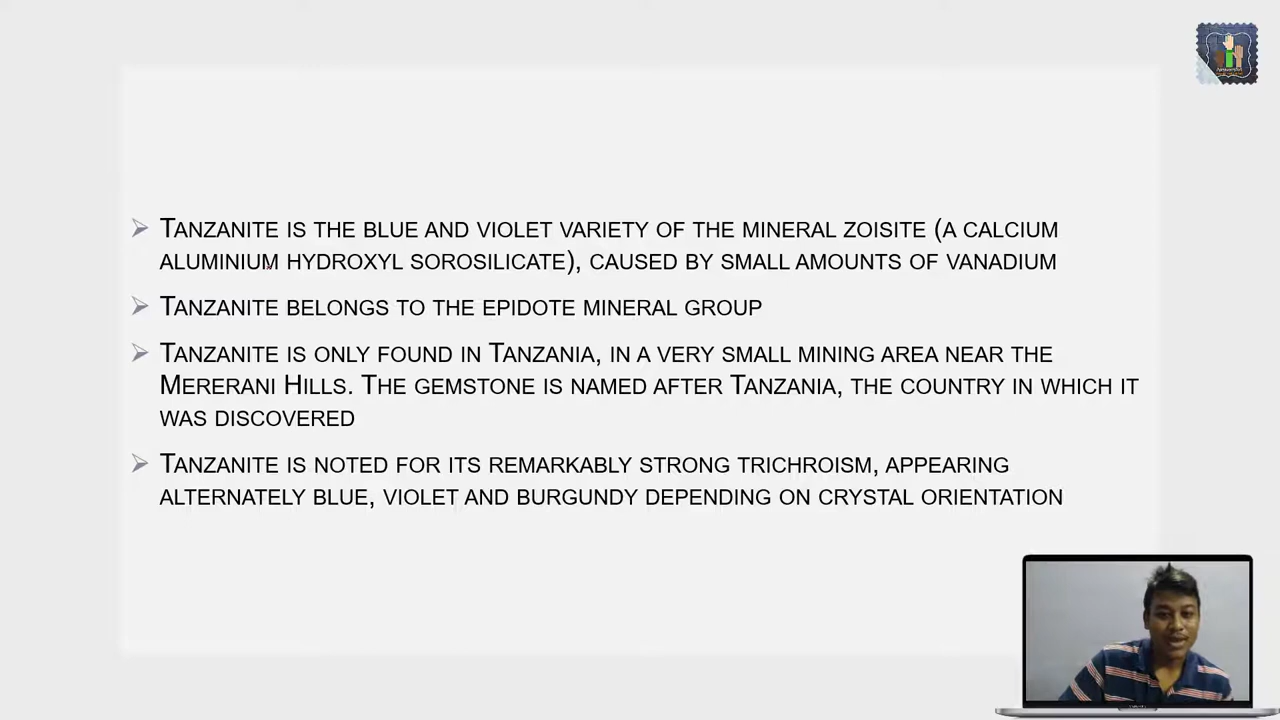 Tanzanite is the blue and violet variety of the mineral zoisite (a calcium
aluminium hydroxyl sorosilicate), caused by small amounts of vanadium
Tanzanite belongs to the epidote mineral group
Tanzanite is only found in Tanzania, in a very small mining area near the
Mererani Hills. The gemstone is named after Tanzania, the country in which it
was discovered
Tanzanite is noted for its remarkably strong trichroism, appearing
alternately blue, violet and burgundy depending on crystal orientation